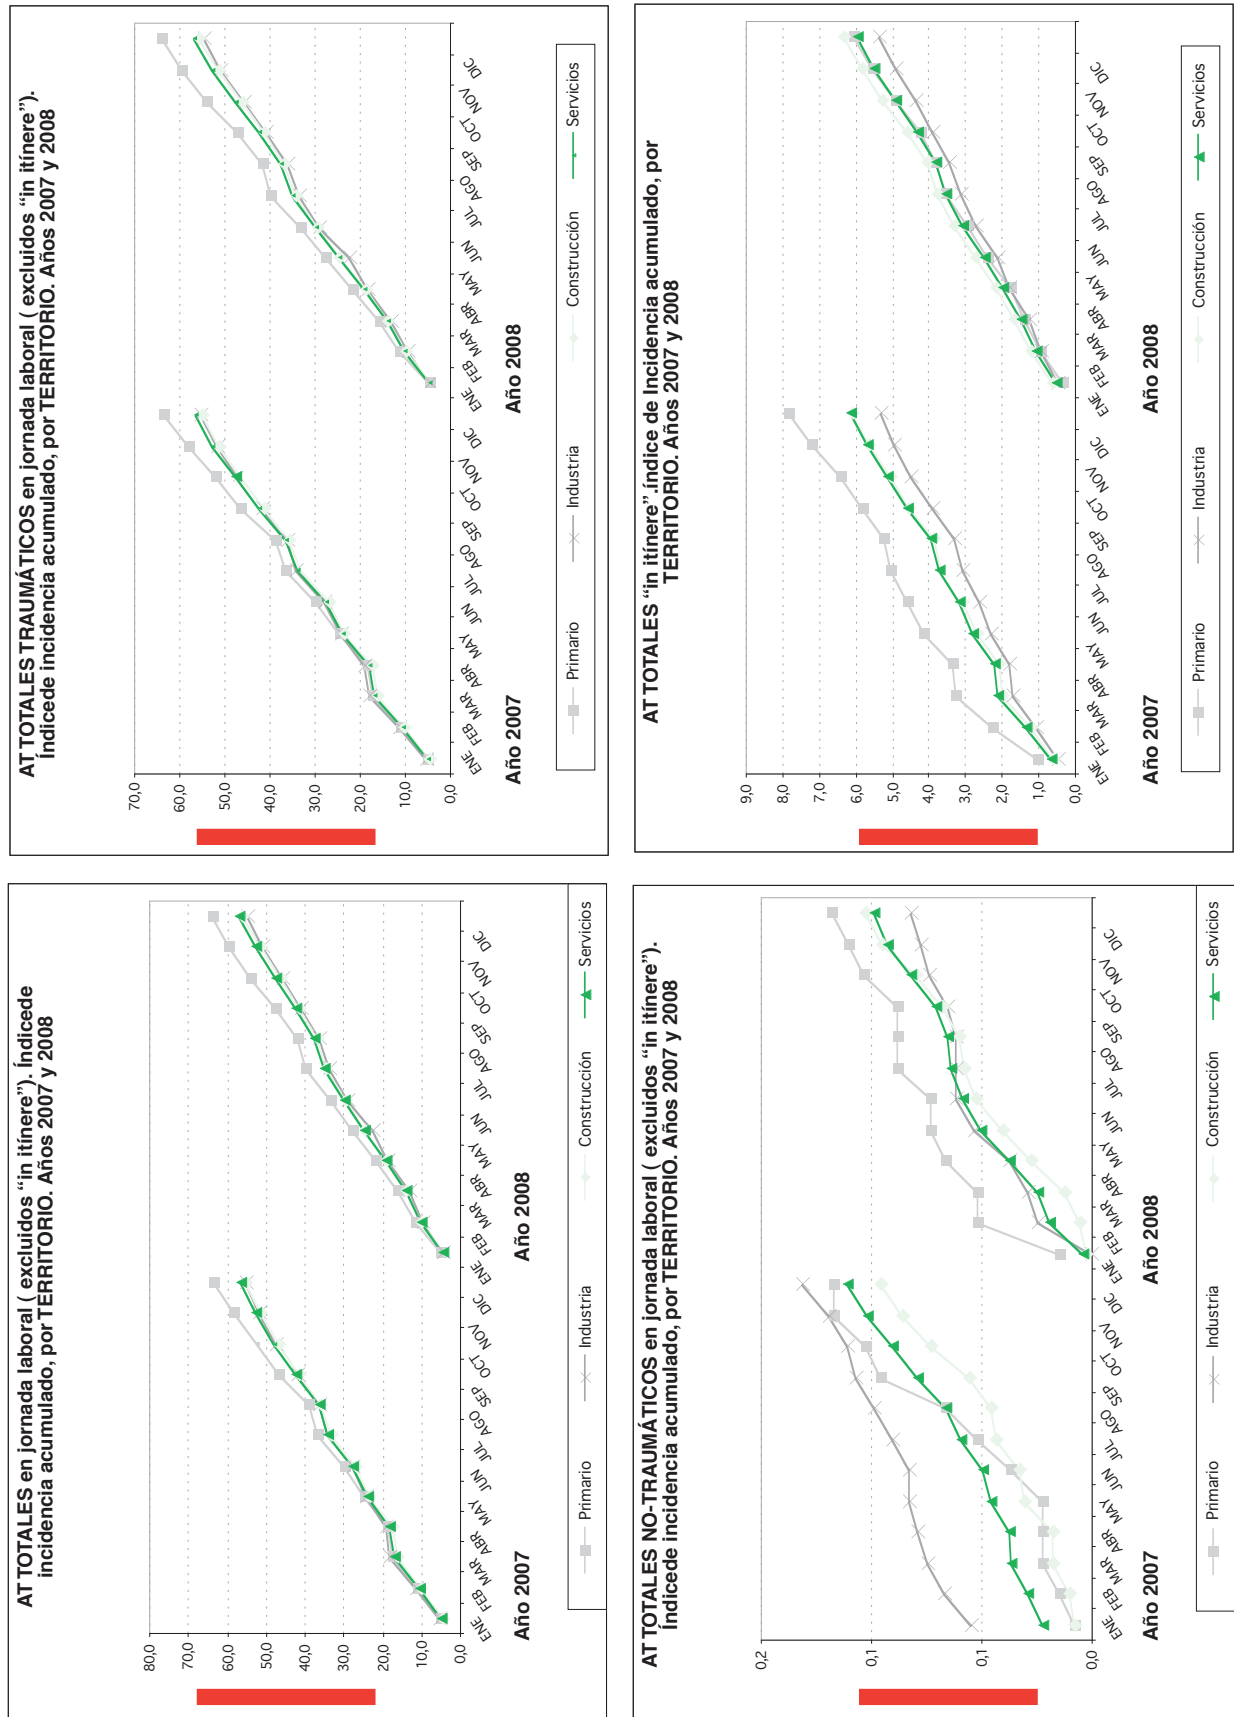 AT TOTALES en jornada laboral ( excluidos “in itínere”). Índicede
incidencia acumulado, por TERRITORIO. Años 2007 y 2008
80,0
70,0
60,0
50,0
40,0
30,0
20,0
10,0
0,0
ENE FEB MAR ABR MAY JUN JUL AGO SEP OCT NOV DIC
ENE FEB MAR ABR MAY JUN JUL AGO SEP OCT NOV DIC
Año 2007 Año 2008
Primario Industria Construcción Servicios
AT TOTALES TRAUMÁTICOS en jornada laboral ( excluidos “in itínere”).
Índicede incidencia acumulado, por TERRITORIO. Años 2007 y 2008
70,0
60,0
50,0
40,0
30,0
20,0
10,0
0,0
ENE FEB MAR ABR MAY JUN JUL AGO SEP OCT NOV DIC
ENE FEB MAR ABR MAY JUN JUL AGO SEP OCT NOV DIC
Año 2007 Año 2008
Primario Industria Construcción Servicios
AT TOTALES NO-TRAUMÁTICOS en jornada laboral ( excluidos “in itínere”).
Índicede incidencia acumulado, por TERRITORIO. Años 2007 y 2008
0,2
0,1
0,1
0,0
ENE FEB MAR ABR MAY JUN JUL AGO SEP OCT NOV DIC
ENE FEB MAR ABR MAY JUN JUL AGO SEP OCT NOV DIC
Año 2007 Año 2008
Primario Industria Construcción Servicios
AT TOTALES “in itínere”.índice de Incidencia acumulado, por
TERRITORIO. Años 2007 y 2008
9,0
8,0
7,0
6,0
5,0
4,0
3,0
2,0
1,0
0,0
ENE FEB MAR ABR MAY JUN JUL AGO SEP OCT NOV DIC
ENE FEB MAR ABR MAY JUN JUL AGO SEP OCT NOV DIC
Año 2007 Año 2008
Primario Industria Construcción Servicios